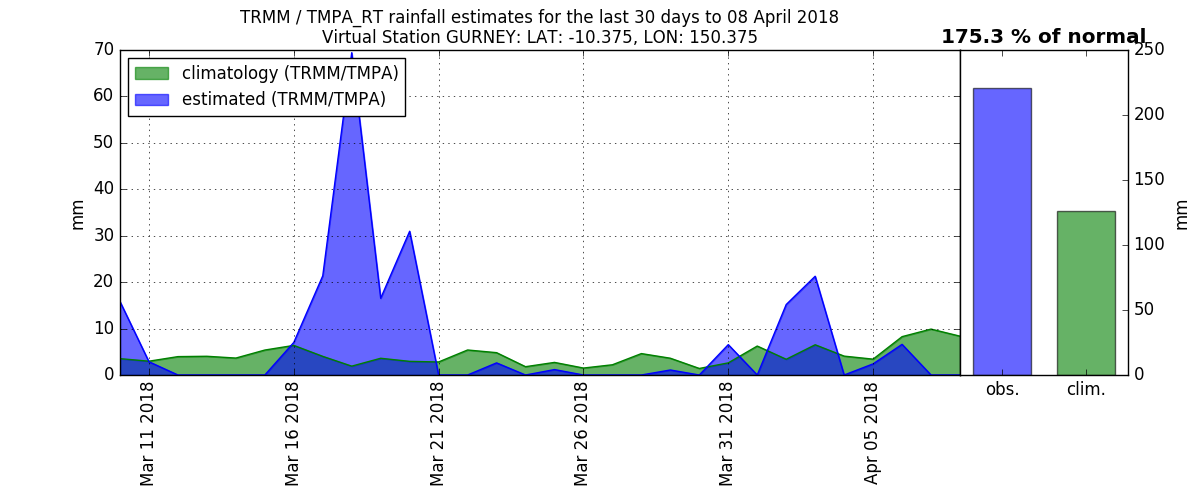 TRMM / TMPA_RT rainfall estimates for the last 30 days to 08 April 2018
Virtual Station GURNEY: LAT: -10.375, LON: 150.375
175.3 % of normal
climatology (TRMM/TMPA)
estimated (TRMM/TMPA)
mm
70
60
50
40
30
20
10
0
Mar 11 2018
Mar 16 2018
Mar 21 2018
Mar 26 2018
Mar 31 2018
Apr 05 2018
250
200
150
100
50
0
mm
obs.
clim.